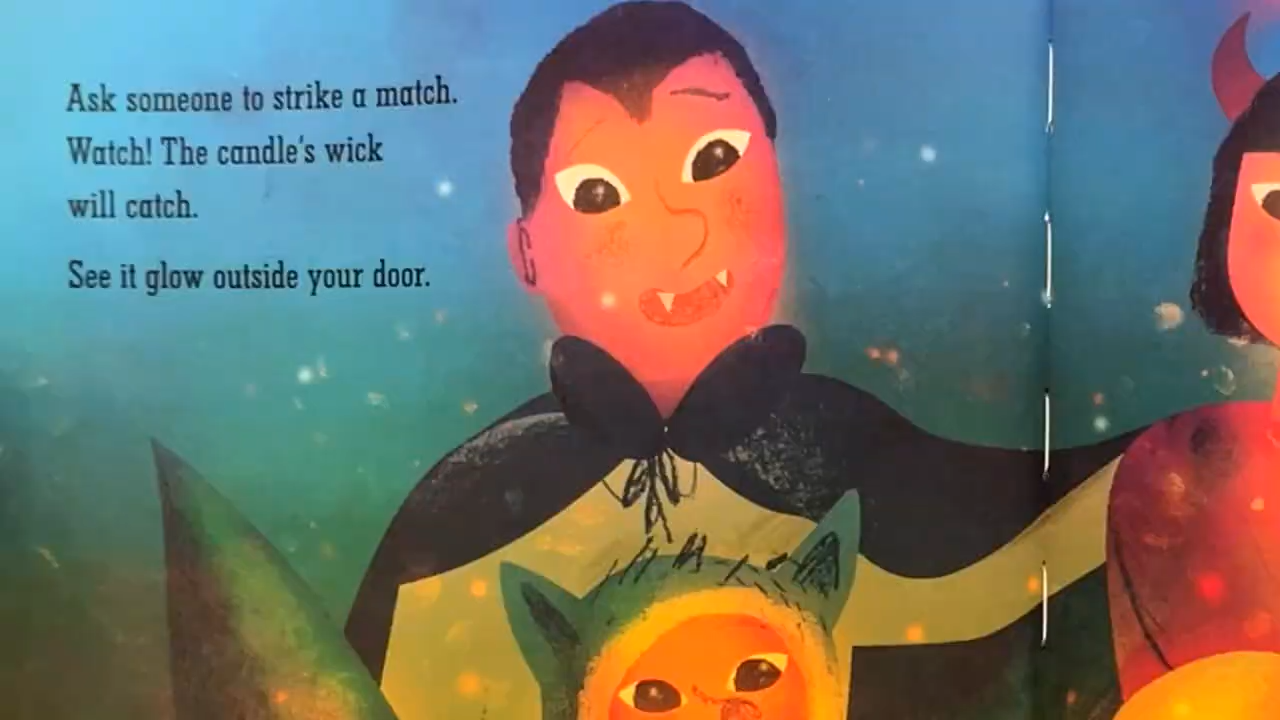 Ask someone to strike a match.
Watch! The candle's wick
will catch.
See it glow outside your door.